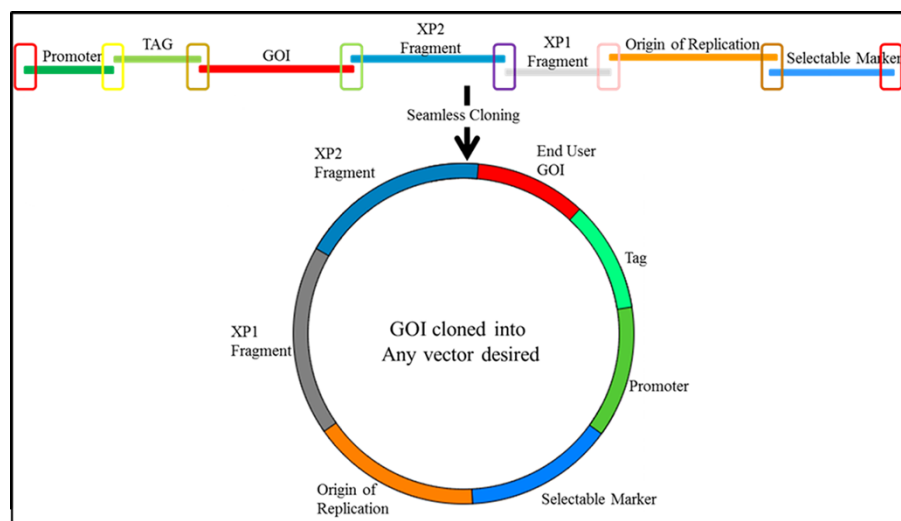 Promoter
TAG
GOI
XP2
Fragment
XP1
Fragment
Origin of Replication
Selectable Marker
Seamless Cloning
XP2
Fragment
End User
GOI
Tag
XP1
Fragment
GOI cloned into
Any vector desired
Promoter
Origin of
Replication
Selectable Marker